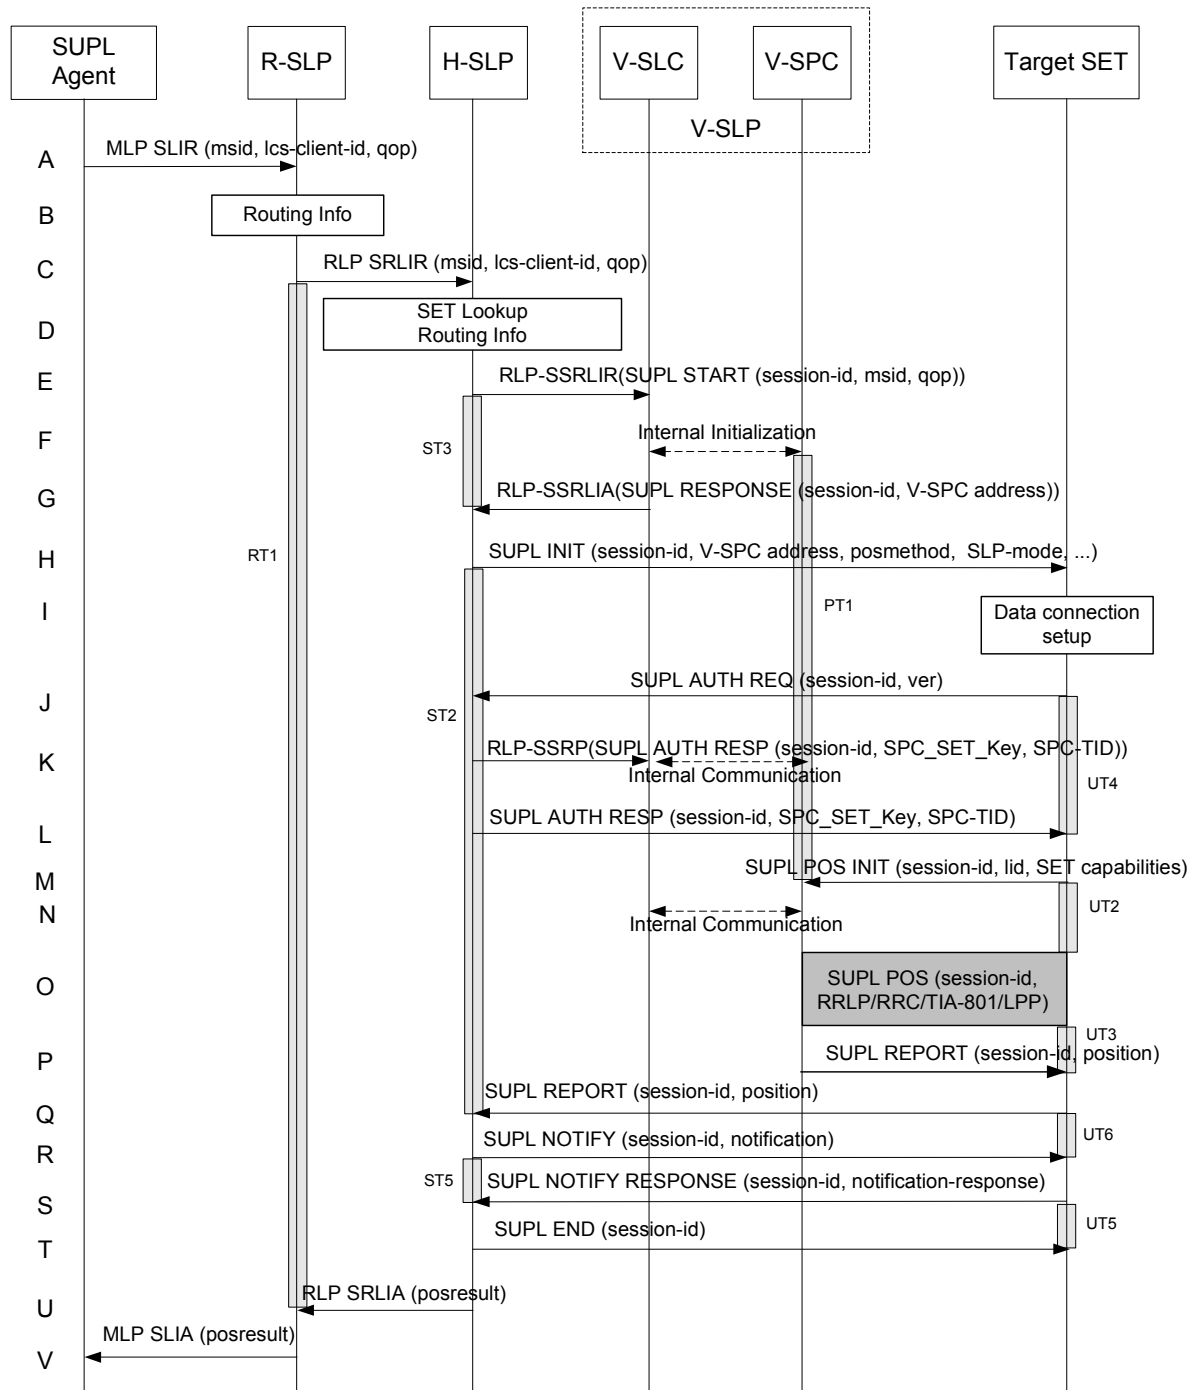 SUPL
Agent
R-SLP
H-SLP
V-SLC
V-SPC
Target SET
V-SLP
A
MLP SLIR (msid, lcs-client-id, qop)
B
Routing Info
C
RLP SRLIR (msid, lcs-client-id, qop)
D
SET Lookup
Routing Info
E
RLP-SSRLIR(SUPL START (session-id, msid, qop))
F
ST3
Internal Initialization
G
RLP-SSRLIA(SUPL RESPONSE (session-id, V-SPC address))
H
RT1
SUPL INIT (session-id, V-SPC address, posmethod, SLP-mode, ...)
I
PT1
Data connection
setup
J
SUPL AUTH REQ (session-id, ver)
ST2
K
RLP-SSRP(SUPL AUTH RESP (session-id, SPC_SET_Key, SPC-TID))
Internal Communication
UT4
L
SUPL AUTH RESP (session-id, SPC_SET_Key, SPC-TID)
M
SUPL POS INIT (session-id, lid, SET capabilities)
N
UT2
Internal Communication
O
SUPL POS (session-id,
RRLP/RRC/TIA-801/LPP)
UT3
P
SUPL REPORT (session-id, position)
Q
SUPL REPORT (session-id, position)
UT6
R
SUPL NOTIFY (session-id, notification)
ST5
S
SUPL NOTIFY RESPONSE (session-id, notification-response)
UT5
T
SUPL END (session-id)
U
RLP SRLIA (posresult)
V
MLP SLIA (posresult)